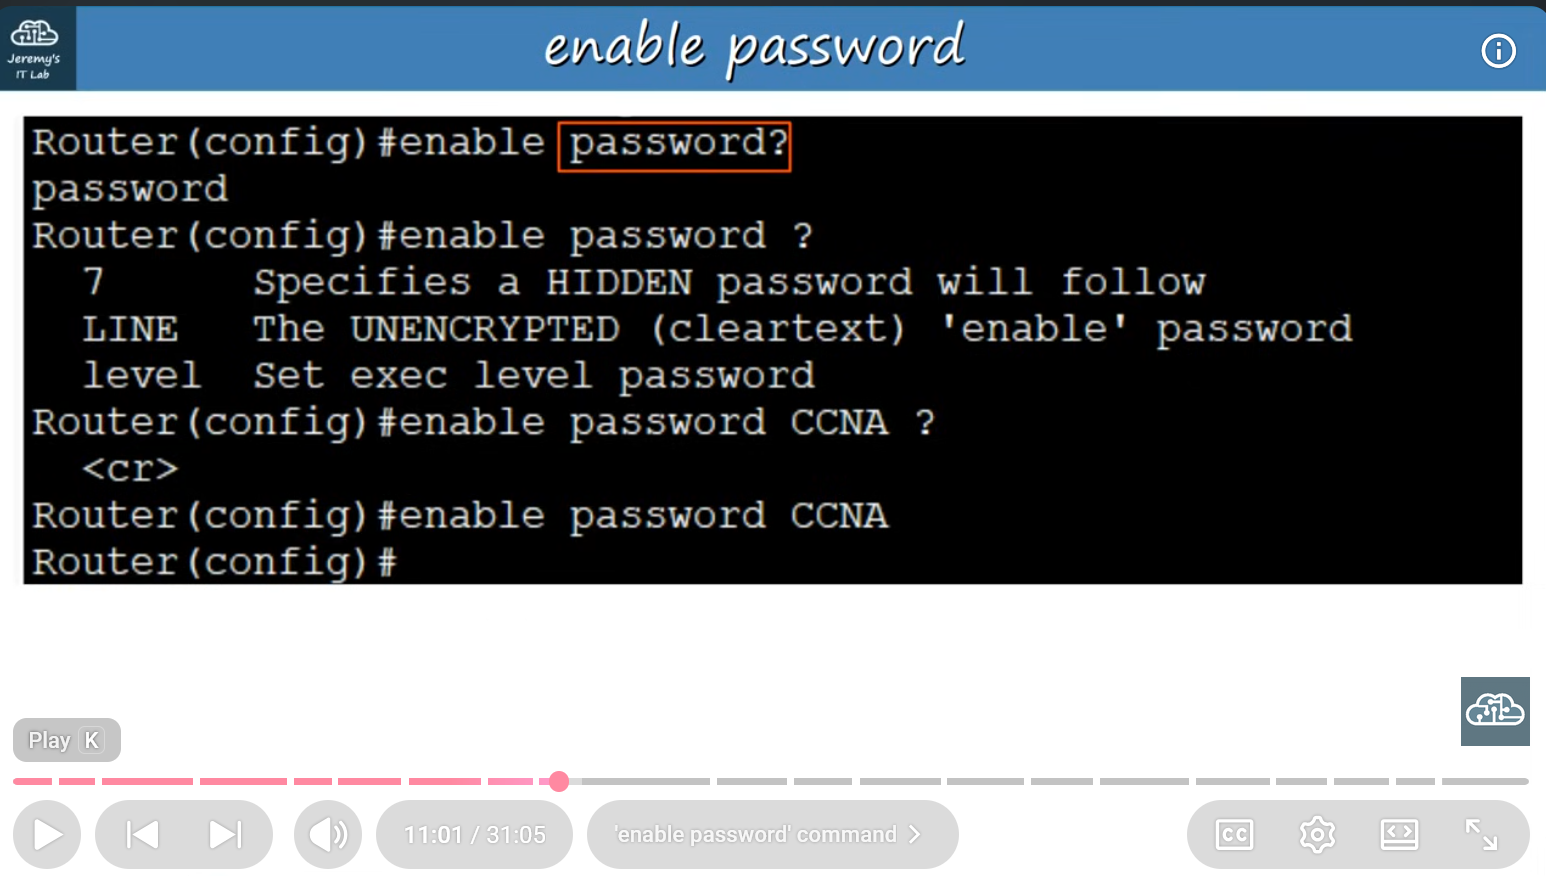 Jeremy's
IT Lab
enable password
Router(config)#enable password?
password
Router(config)#enable password ?
  7      Specifies a HIDDEN password will follow
  LINE   The UNENCRYPTED (cleartext) 'enable' password
  level  Set exec level password
Router(config)#enable password CCNA ?
  <cr>
Router(config)#enable password CCNA
Router(config)#
Play K
11:01 / 31:05
'enable password' command
CC